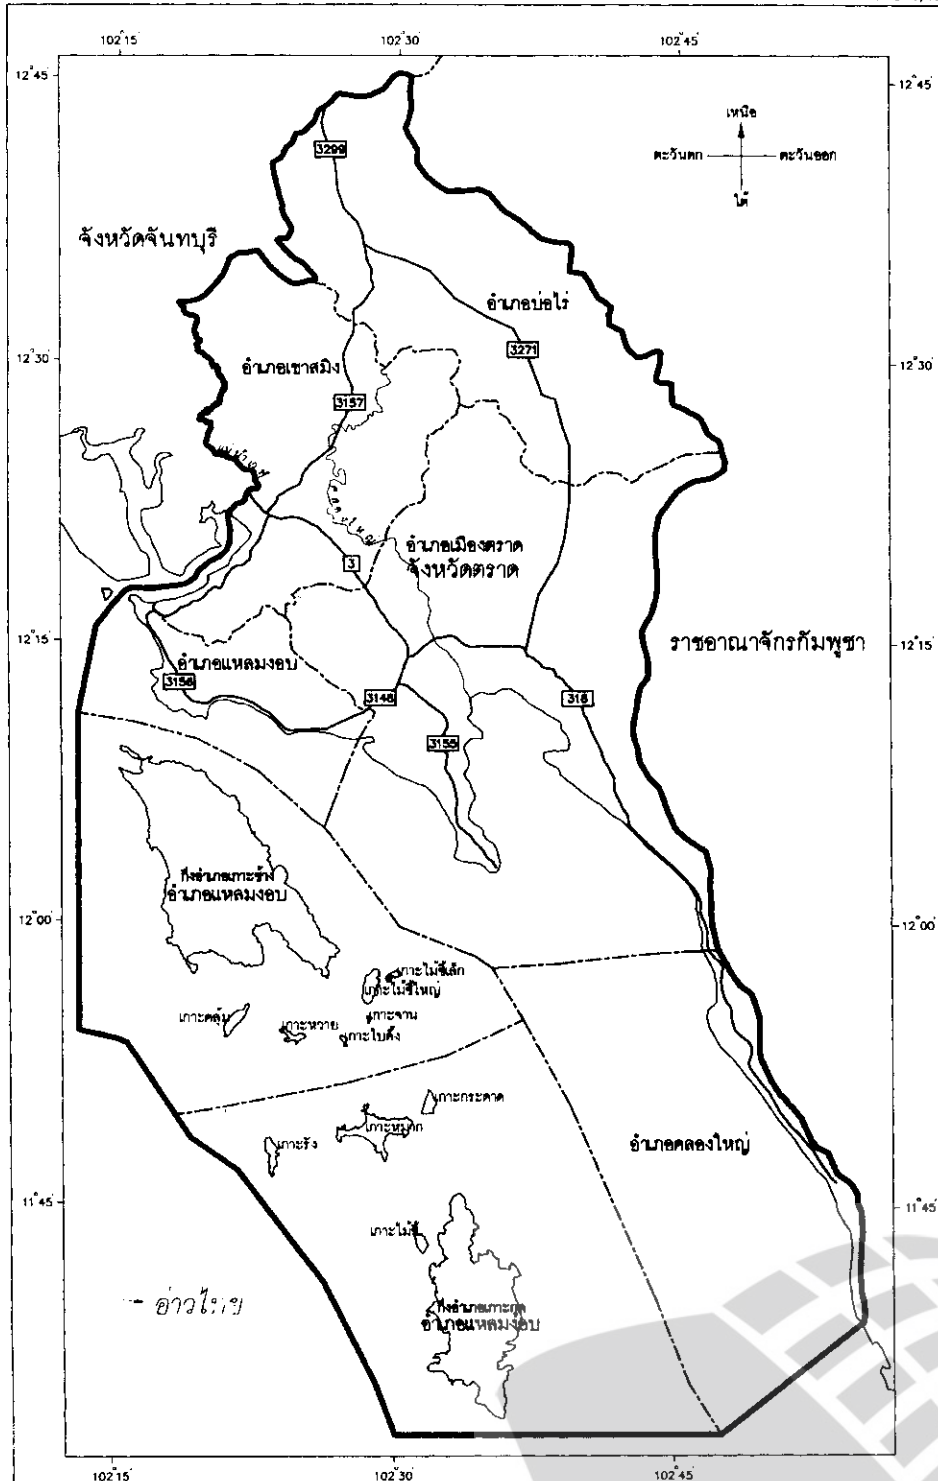 102°15' 102°30' 102°45'
12°45' 12°45'
เหนือ
ตะวันตก ตะวันออก
ใต้
3299
จังหวัดจันทบุรี
อำเภอบ่อไร่
3271
12°30' 12°30'
อำเภอเขาสมิง
3157
คลองใหญ่
3
อำเภอเมืองตราด
จังหวัดตราด
12°15' 12°15'
ราชอาณาจักรกัมพูชา
อำเภอแหลมงอบ
3156
3148
318
3155
กิ่งอำเภอเกาะช้าง
อำเภอแหลมงอบ
12°00' 12°00'
เกาะไม้ซี้เล็ก
เกาะไม้ซี้ใหญ่
เกาะคลุ้ม
เกาะจาน
เกาะหวาย
เกาะใบดั้ง
เกาะกระดาด
เกาะหมาก
เกาะรัง
อำเภอคลองใหญ่
11°45' 11°45'
เกาะไม้ซี้
อ่าวไทย
กิ่งอำเภอเกาะกูด
อำเภอแหลมงอบ
102°15' 102°30' 102°45'